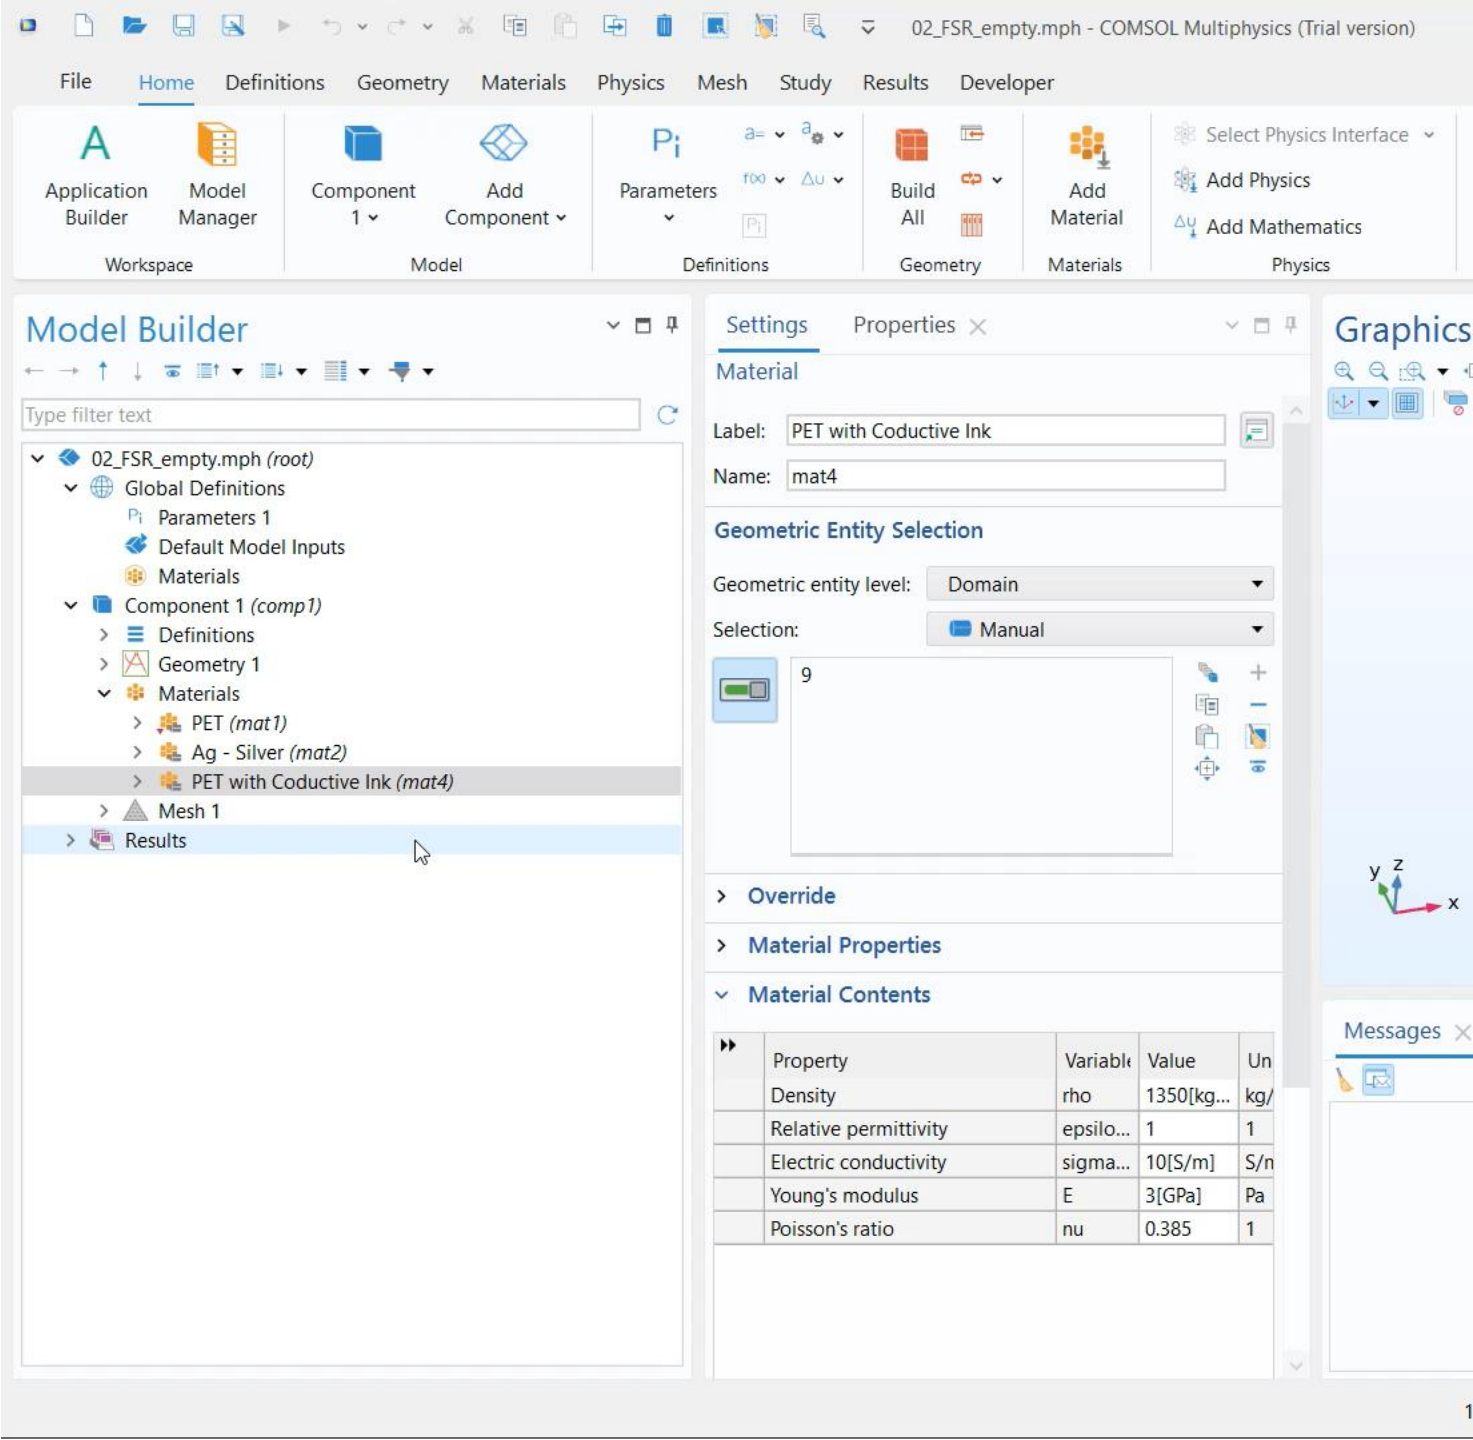 02_FSR_empty.mph - COMSOL Multiphysics (Trial version)
File Home Definitions Geometry Materials Physics Mesh Study Results Developer
Application Builder
Model Manager
Workspace
Component 1
Add Component
Model
Pi
Parameters
a=
a
f(x)
Δu
Pi
Definitions
Build All
Geometry
Add Material
Materials
Select Physics Interface
Add Physics
Δu Add Mathematics
Physics
Model Builder
Type filter text
02_FSR_empty.mph (root)
Global Definitions
Pi Parameters 1
Default Model Inputs
Materials
Component 1 (comp1)
Definitions
Geometry 1
Materials
PET (mat1)
Ag - Silver (mat2)
PET with Coductive Ink (mat4)
Mesh 1
Results
Settings Properties
Material
Label: PET with Coductive Ink
Name: mat4
Geometric Entity Selection
Geometric entity level: Domain
Selection: Manual
9
Override
Material Properties
Material Contents
Property Variable Value Un
Density rho 1350[kg... kg/
Relative permittivity epsilo... 1 1
Electric conductivity sigma... 10[S/m] S/m
Young's modulus E 3[GPa] Pa
Poisson's ratio nu 0.385 1
Graphics
y z
x
Messages
1